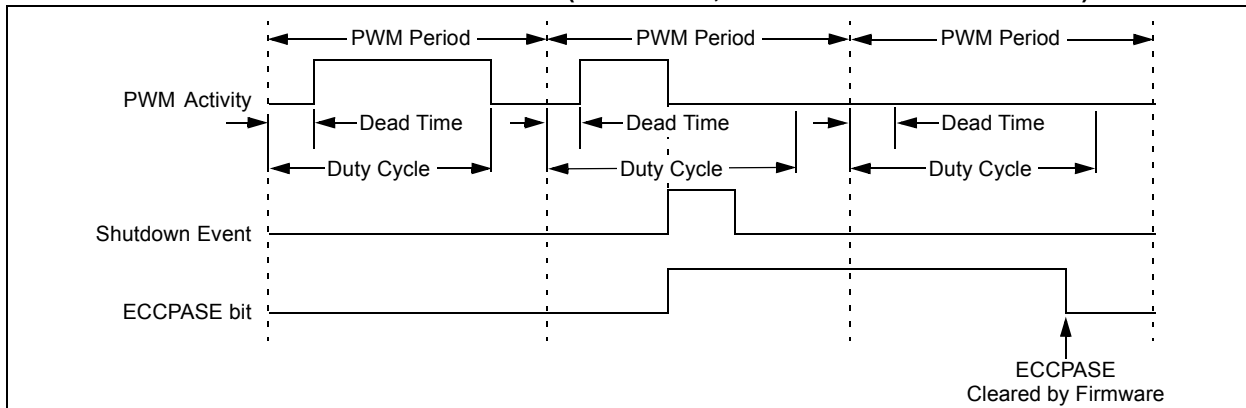 PWM Period PWM Period PWM Period
PWM Activity
Dead Time Dead Time Dead Time
Duty Cycle Duty Cycle Duty Cycle
Shutdown Event
ECCPASE bit
ECCPASE
Cleared by Firmware